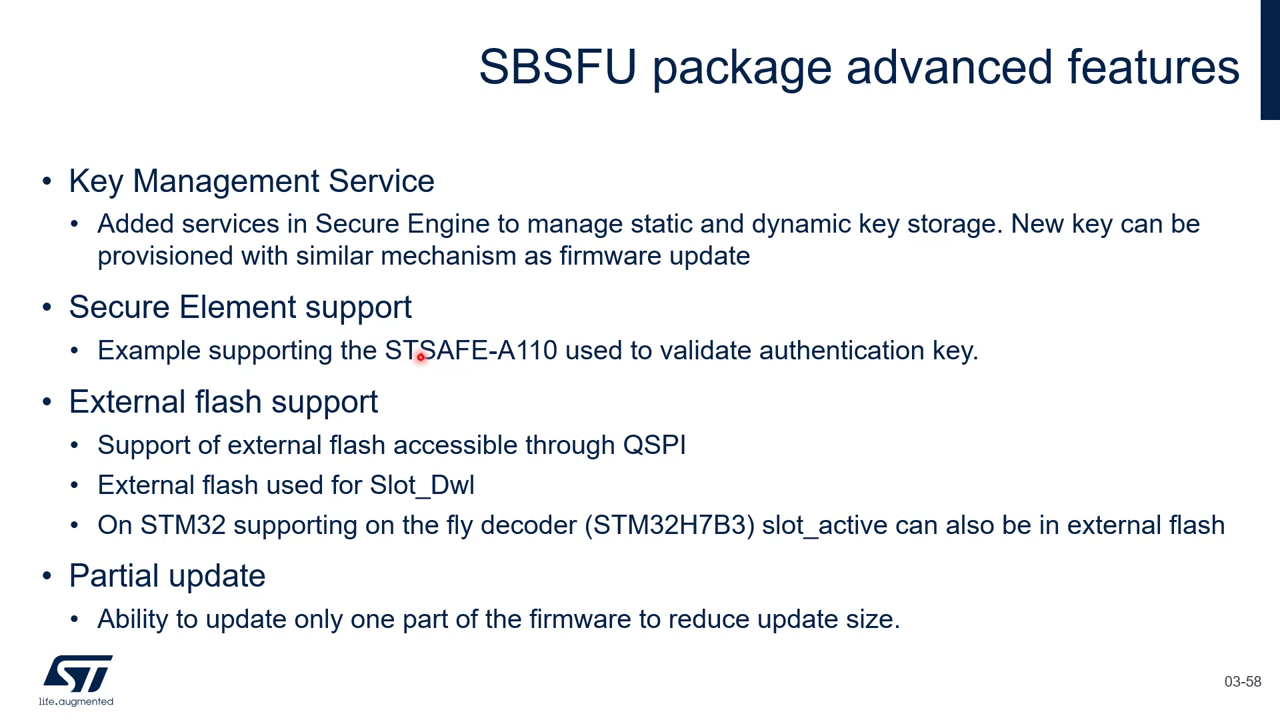 SBSFU package advanced features
• Key Management Service
• Added services in Secure Engine to manage static and dynamic key storage. New key can be
provisioned with similar mechanism as firmware update
• Secure Element support
• Example supporting the STSAFE-A110 used to validate authentication key.
• External flash support
• Support of external flash accessible through QSPI
• External flash used for Slot_Dwl
• On STM32 supporting on the fly decoder (STM32H7B3) slot_active can also be in external flash
• Partial update
• Ability to update only one part of the firmware to reduce update size.
ST
life.augmented
03-58